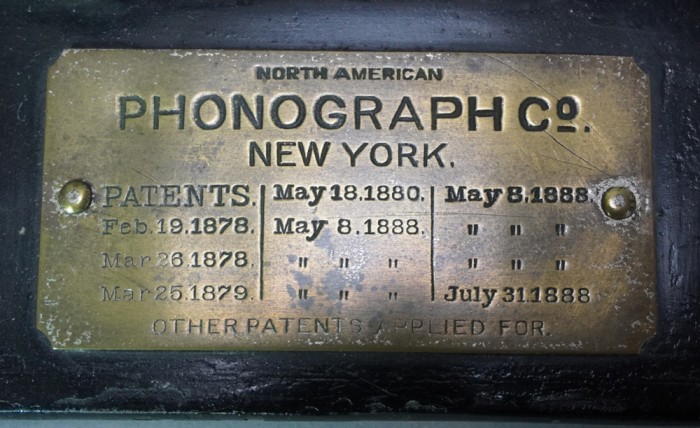 NORTH AMERICAN
PHONOGRAPH Co.
NEW YORK.
PATENTS. May 18.1880. May 8.1888.
Feb.19.1878. May 8.1888. " " "
Mar 26.1878. " " " " " "
Mar 25.1879. " " " July 31.1888
OTHER PATENTS APPLIED FOR.